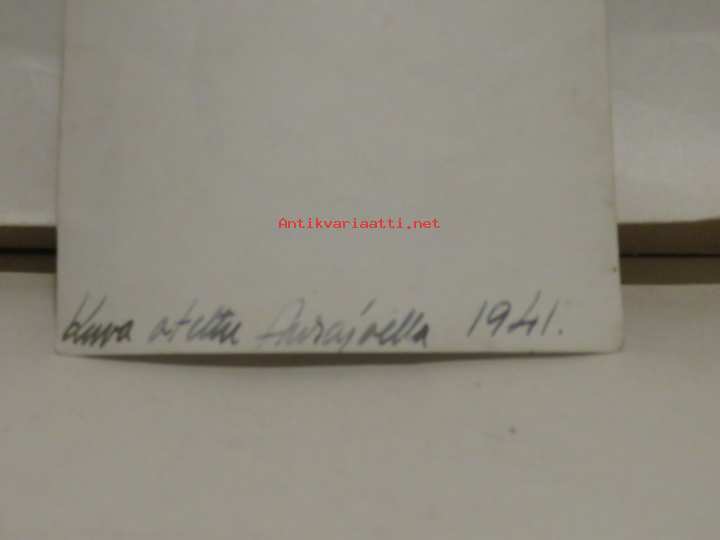 Antikvariaatti.net
Kuva otettu Aurajoella 1941.